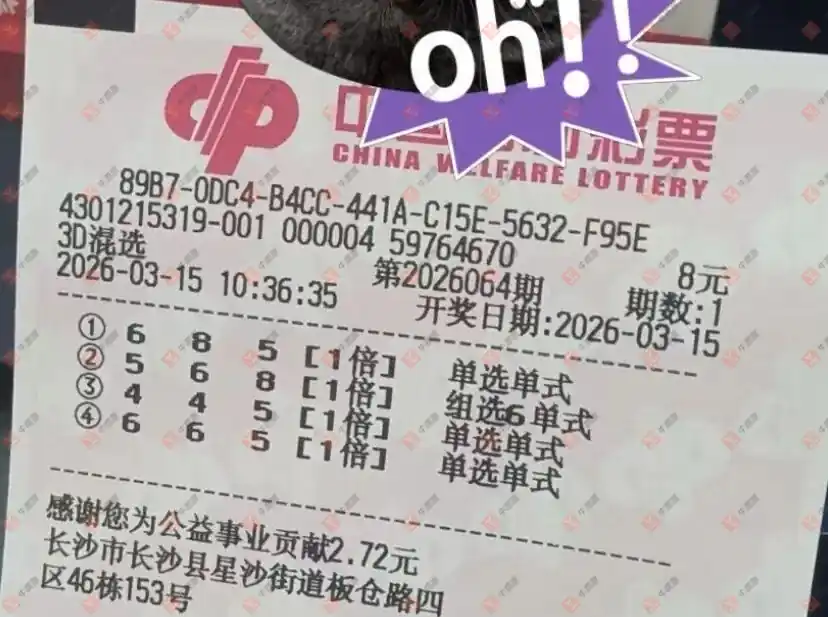 oh!!
中国福利彩票
CHINA WELFARE LOTTERY
89B7-0DC4-B4CC-441A-C15E-5632-F95E
4301215319-001 000004 59764670 8元
3D混选 第2026064期 期数:1
2026-03-15 10:36:35 开奖日期:2026-03-15
① 6 8 5 [1倍] 单选单式
② 5 6 8 [1倍] 组选6单式
③ 4 4 5 [1倍] 单选单式
④ 6 6 5 [1倍] 单选单式
感谢您为公益事业贡献2.72元
长沙市长沙县星沙街道板仓路四
区46栋153号